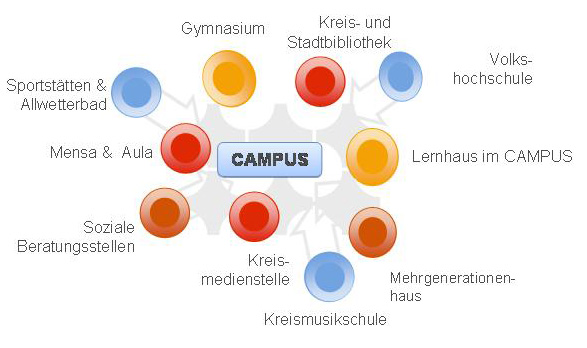 Gymnasium
Kreis- und
Stadtbibliothek
Volks-
hochschule
Sportstätten &
Allwetterbad
Mensa & Aula
CAMPUS
Lernhaus im CAMPUS
Soziale
Beratungsstellen
Kreis-
medienstelle
Mehrgenerationen-
haus
Kreismusikschule